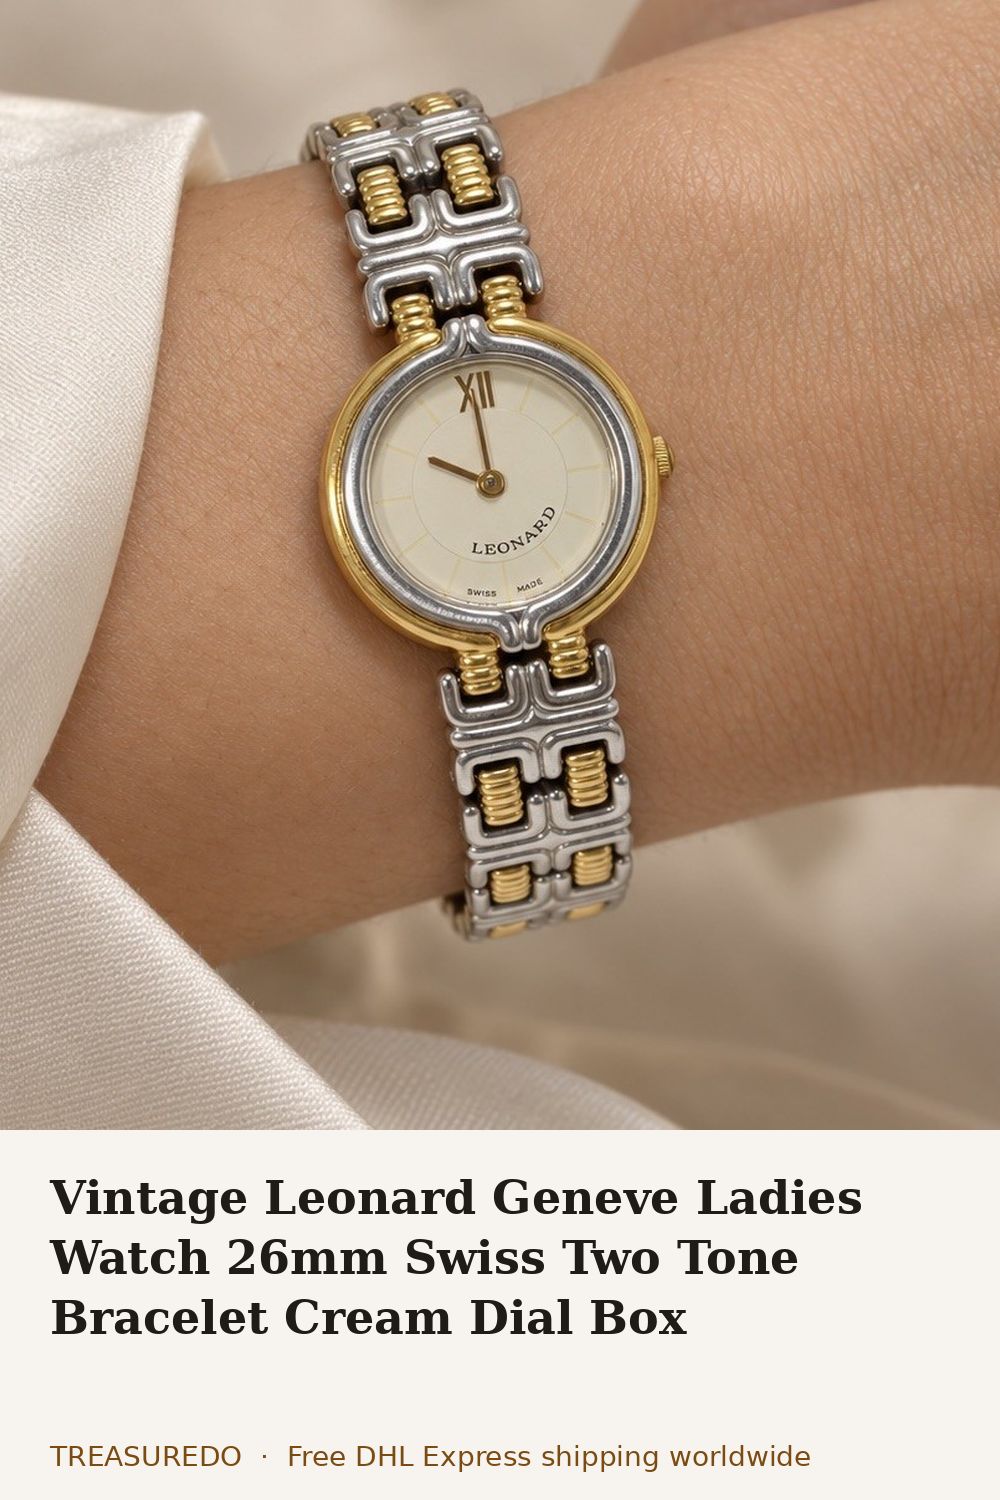 XII
LEONARD
SWISS MADE
Vintage Leonard Geneve Ladies
Watch 26mm Swiss Two Tone
Bracelet Cream Dial Box
TREASUREDO · Free DHL Express shipping worldwide